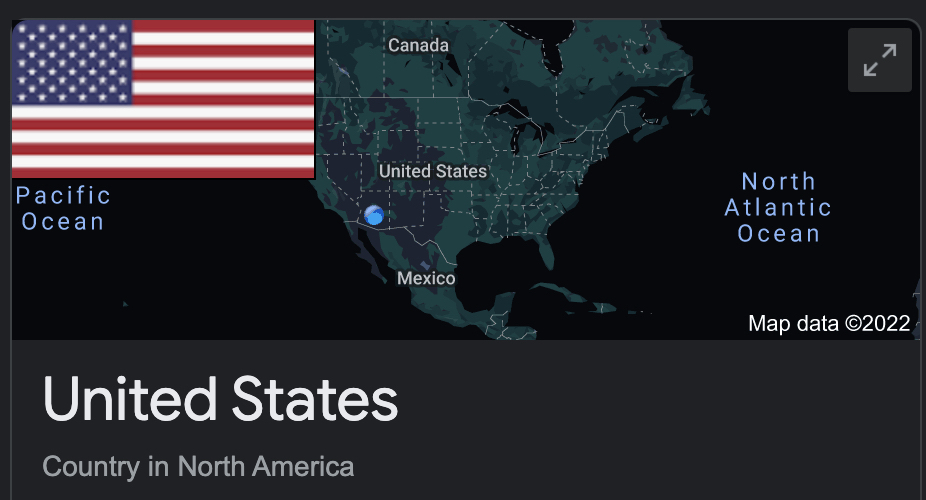 Canada
United States
Pacific
Ocean
North
Atlantic
Ocean
Mexico
Map data ©2022
United States
Country in North America